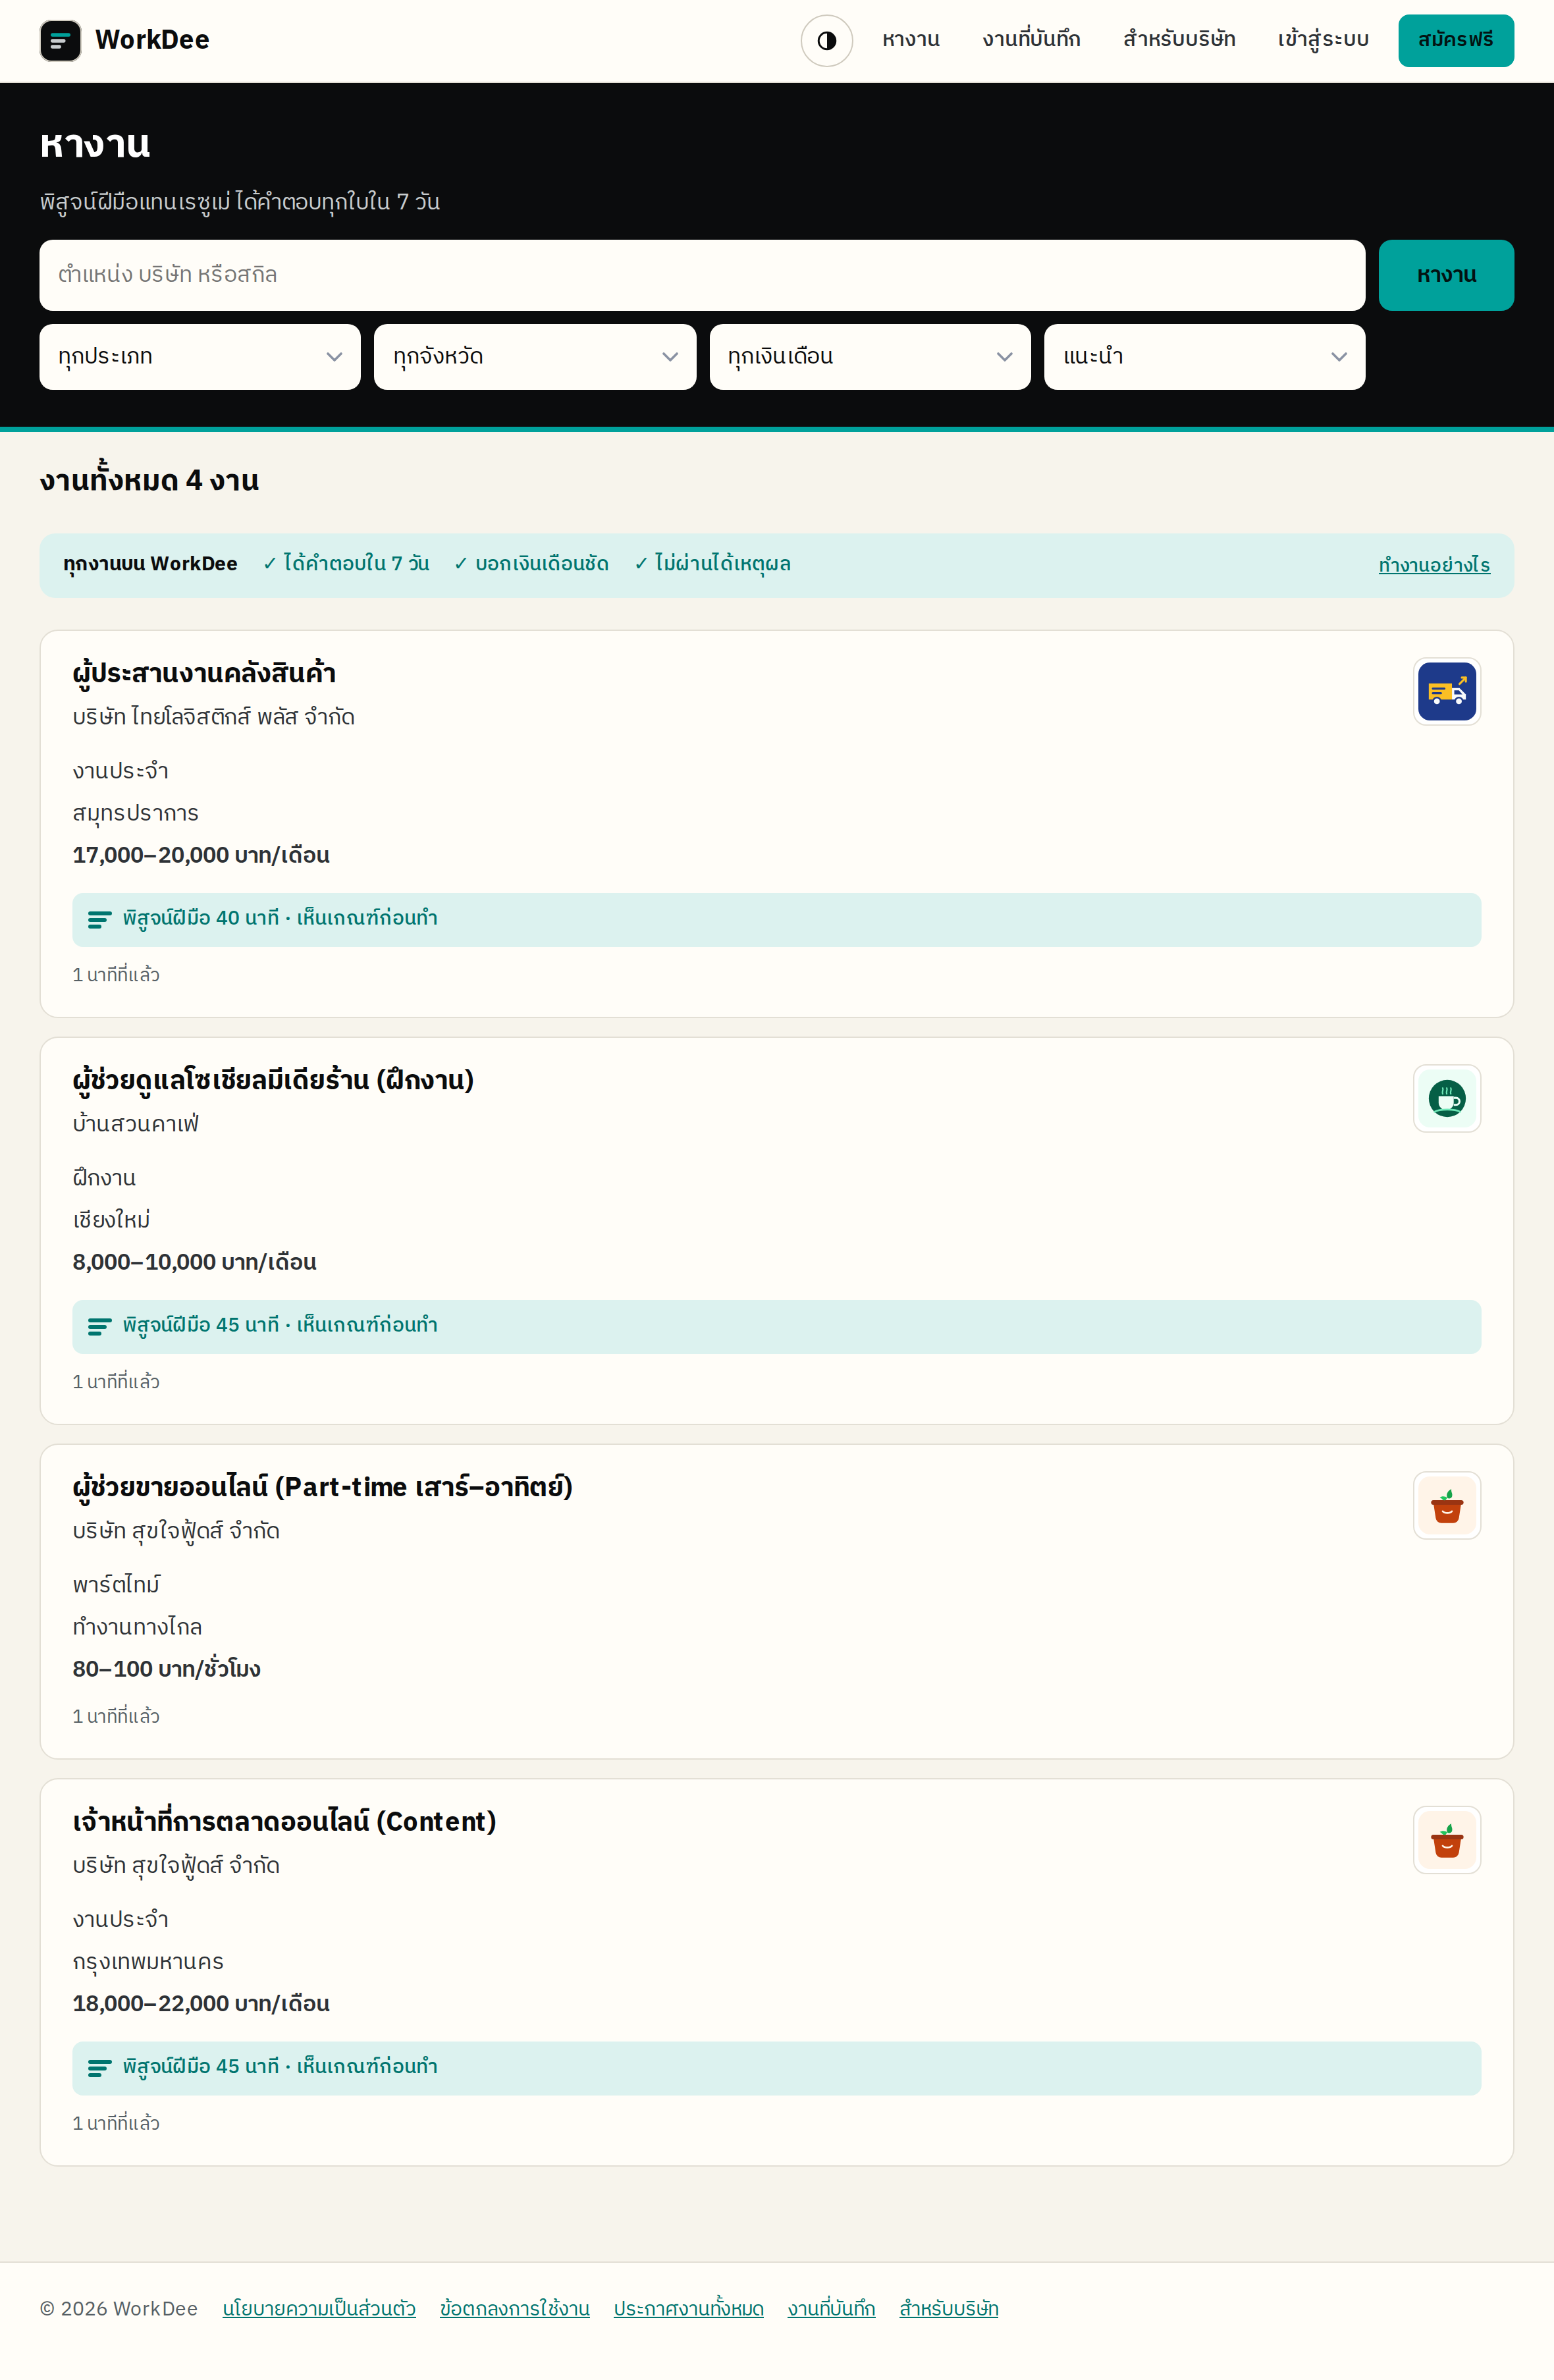 WorkDee
หางาน
งานที่บันทึก
สำหรับบริษัท
เข้าสู่ระบบ
สมัครฟรี
หางาน
พิสูจน์ฝีมือแทนเรซูเม่ ได้คำตอบทุกใบใน 7 วัน
ตำแหน่ง บริษัท หรือสกิล
หางาน
ทุกประเภท
ทุกจังหวัด
ทุกเงินเดือน
แนะนำ
งานทั้งหมด 4 งาน
ทุกงานบน WorkDee ✓ ได้คำตอบใน 7 วัน ✓ บอกเงินเดือนชัด ✓ ไม่ผ่านได้เหตุผล ทำงานอย่างไร
ผู้ประสานงานคลังสินค้า
บริษัท ไทยโลจิสติกส์ พลัส จำกัด
งานประจำ
สมุทรปราการ
17,000–20,000 บาท/เดือน
พิสูจน์ฝีมือ 40 นาที · เห็นเกณฑ์ก่อนทำ
1 นาทีที่แล้ว
ผู้ช่วยดูแลโซเชียลมีเดียร้าน (ฝึกงาน)
บ้านสวนคาเฟ่
ฝึกงาน
เชียงใหม่
8,000–10,000 บาท/เดือน
พิสูจน์ฝีมือ 45 นาที · เห็นเกณฑ์ก่อนทำ
1 นาทีที่แล้ว
ผู้ช่วยขายออนไลน์ (Part-time เสาร์–อาทิตย์)
บริษัท สุขใจฟู้ดส์ จำกัด
พาร์ตไทม์
ทำงานทางไกล
80–100 บาท/ชั่วโมง
1 นาทีที่แล้ว
เจ้าหน้าที่การตลาดออนไลน์ (Content)
บริษัท สุขใจฟู้ดส์ จำกัด
งานประจำ
กรุงเทพมหานคร
18,000–22,000 บาท/เดือน
พิสูจน์ฝีมือ 45 นาที · เห็นเกณฑ์ก่อนทำ
1 นาทีที่แล้ว
© 2026 WorkDee นโยบายความเป็นส่วนตัว ข้อตกลงการใช้งาน ประกาศงานทั้งหมด งานที่บันทึก สำหรับบริษัท